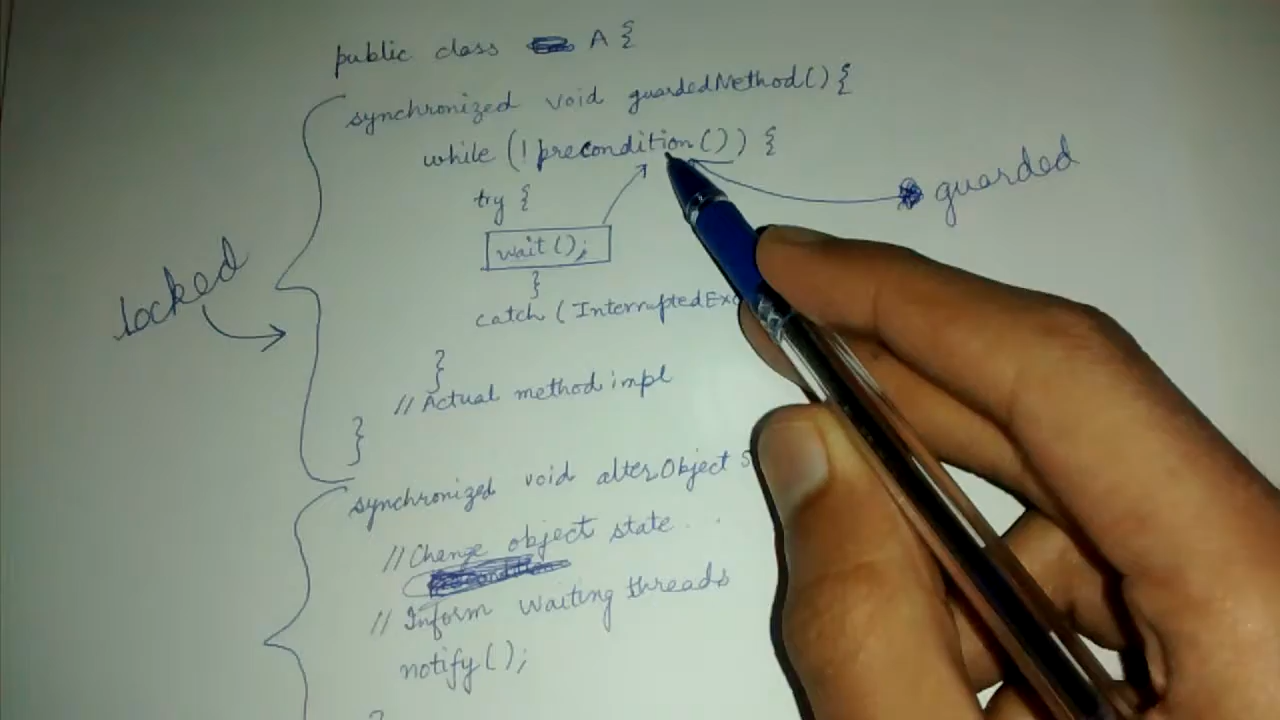 public class A {
synchronized void guardedMethod() {
while (! precondition()) {
try {
wait();
}
catch ( InterruptedExc
}
// Actual method impl
}
synchronized void alterObject S
// Change object state . . .
// Inform waiting threads
notify();
}
locked
guarded